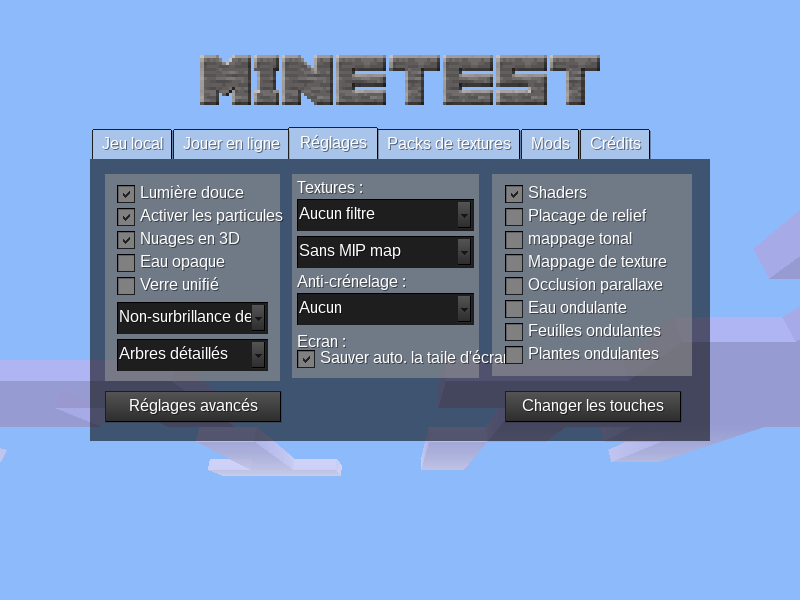 MINETEST
Jeu local
Jouer en ligne
Réglages
Packs de textures
Mods
Crédits
Lumière douce
Activer les particules
Nuages en 3D
Eau opaque
Verre unifié
Non-surbrillance de
Arbres détaillés
Réglages avancés
Textures :
Aucun filtre
Sans MIP map
Anti-crénelage :
Aucun
Ecran :
Sauver auto. la taile d'écran
Shaders
Placage de relief
mappage tonal
Mappage de texture
Occlusion parallaxe
Eau ondulante
Feuilles ondulantes
Plantes ondulantes
Changer les touches